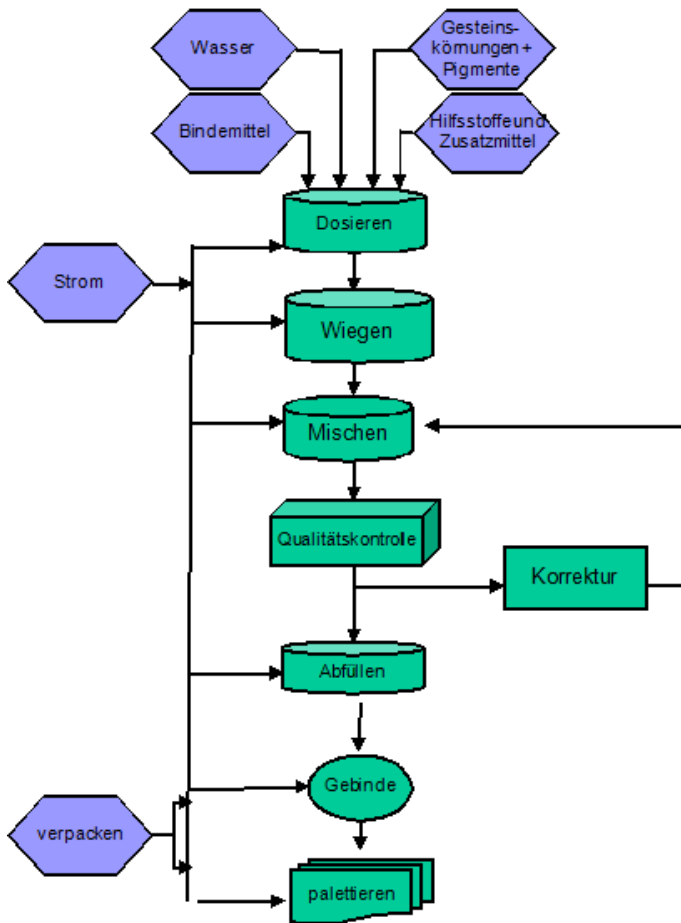 Wasser
Gesteins-
körnungen +
Pigmente
Bindemittel
Hilfsstoffeund
Zusatzmittel
Dosieren
Strom
Wiegen
Mischen
Qualitätskontrolle
Korrektur
Abfüllen
Gebinde
verpacken
palettieren